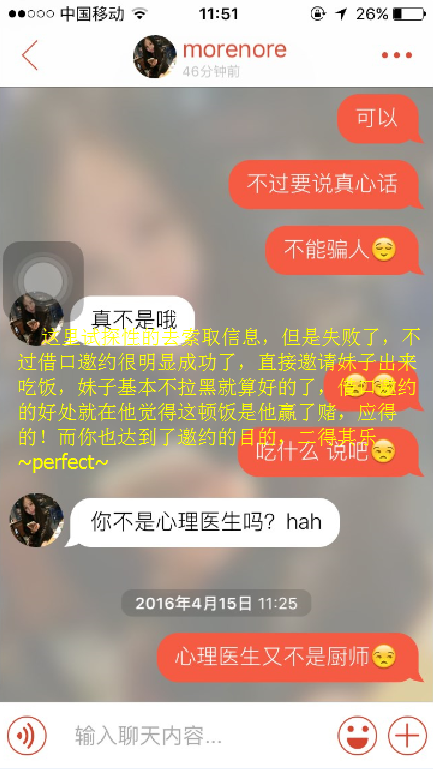 中国移动
11:51
26%
morenore
46分钟前
可以
不过要说真心话
不能骗人😌
真不是哦
这里试探性的去索取信息，但是失败了，不
过借口邀约很明显成功了，直接邀请妹子出来
吃饭，妹子基本不拉黑就算好的了，借口邀约
的好处就在他觉得这顿饭是他赢了赌，应得
的！而你也达到了邀约的目的，二得其乐
~perfect~
😒😒
吃什么 说吧😒
你不是心理医生吗？hah
2016年4月15日 11:25
心理医生又不是厨师😒
输入聊天内容...